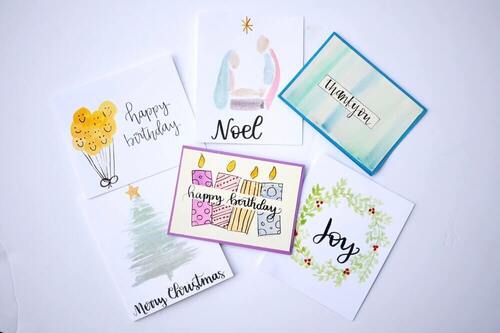 happy
birthday
Noel
thank you
happy birthday
Merry Christmas
Joy